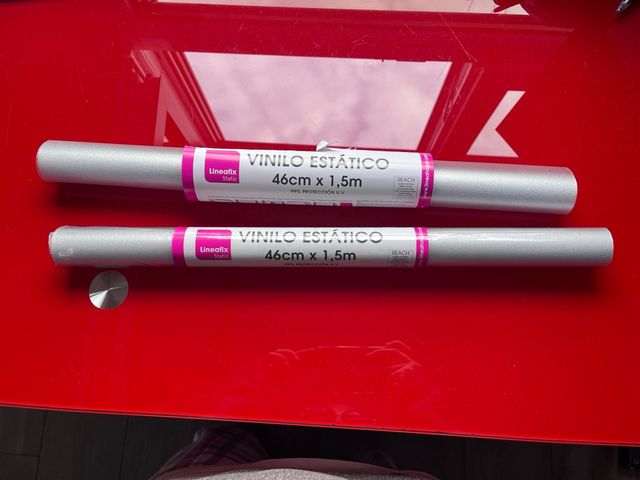 Lineafix
Static
VINILO ESTÁTICO
46cm x 1,5m
99% PROTECCIÓN U.V
REACH
Lineafix
Static
VINILO ESTÁTICO
46cm x 1,5m
REACH